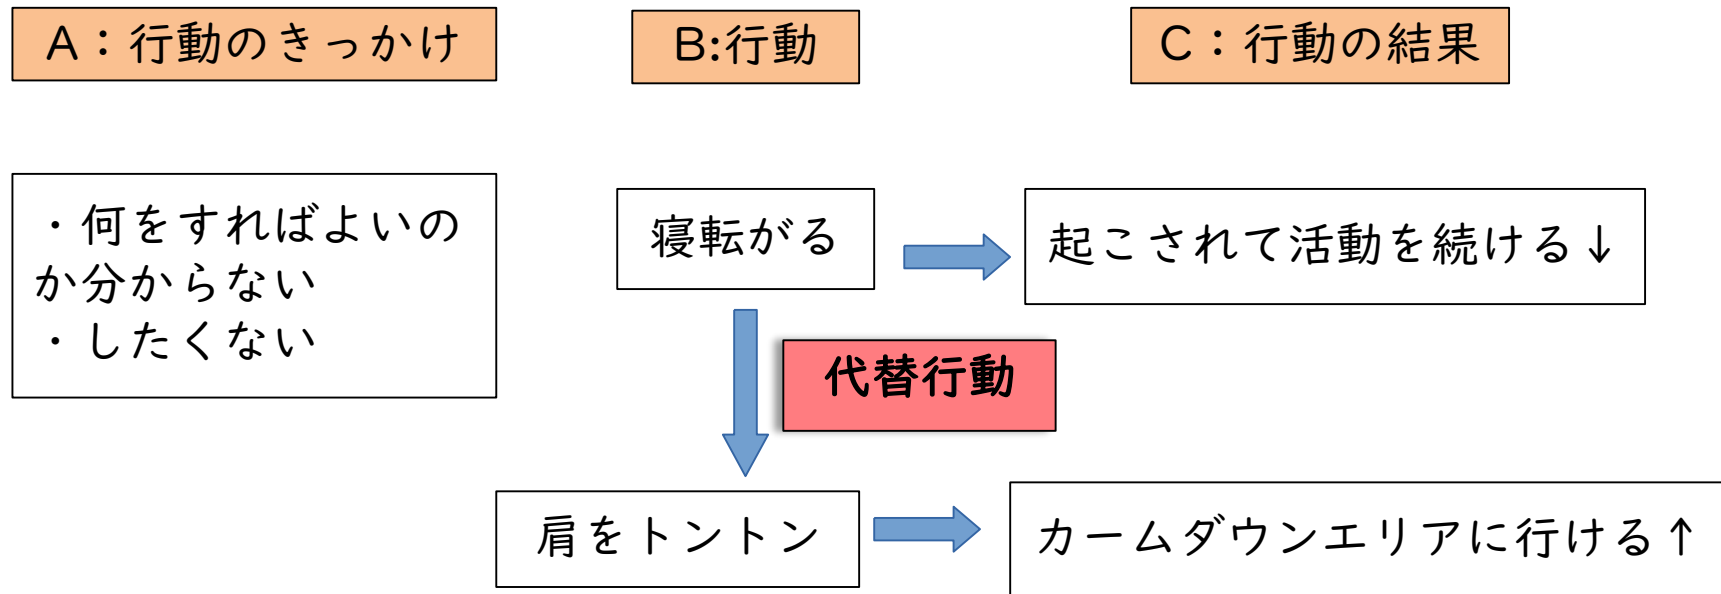 A：行動のきっかけ
B:行動
C：行動の結果
・何をすればよいの
か分からない
・したくない
寝転がる
起こされて活動を続ける↓
代替行動
肩をトントン
カームダウンエリアに行ける↑